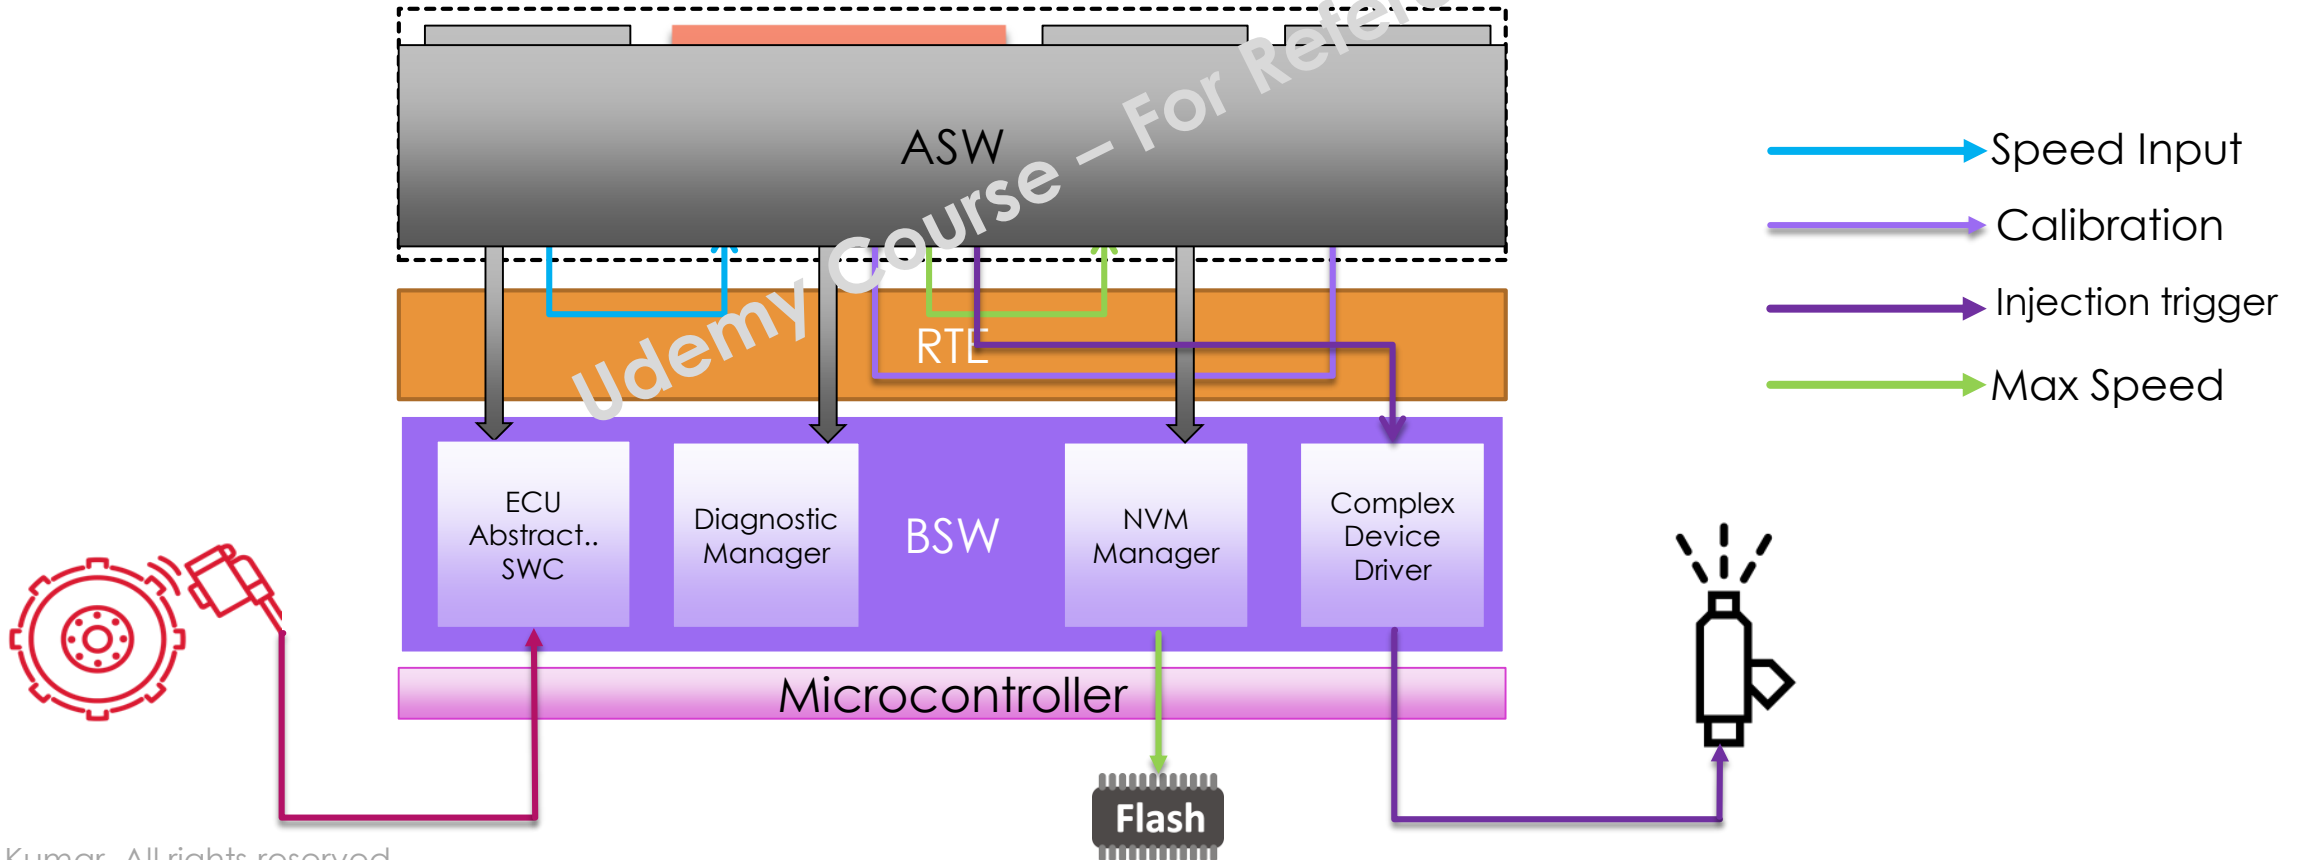 ASW
Udemy Course – For
RTE
ECU
Abstract..
SWC
Diagnostic
Manager
BSW
NVM
Manager
Complex
Device
Driver
Microcontroller
Flash
Speed Input
Calibration
Injection trigger
Max Speed
Kumar. All rights reserved